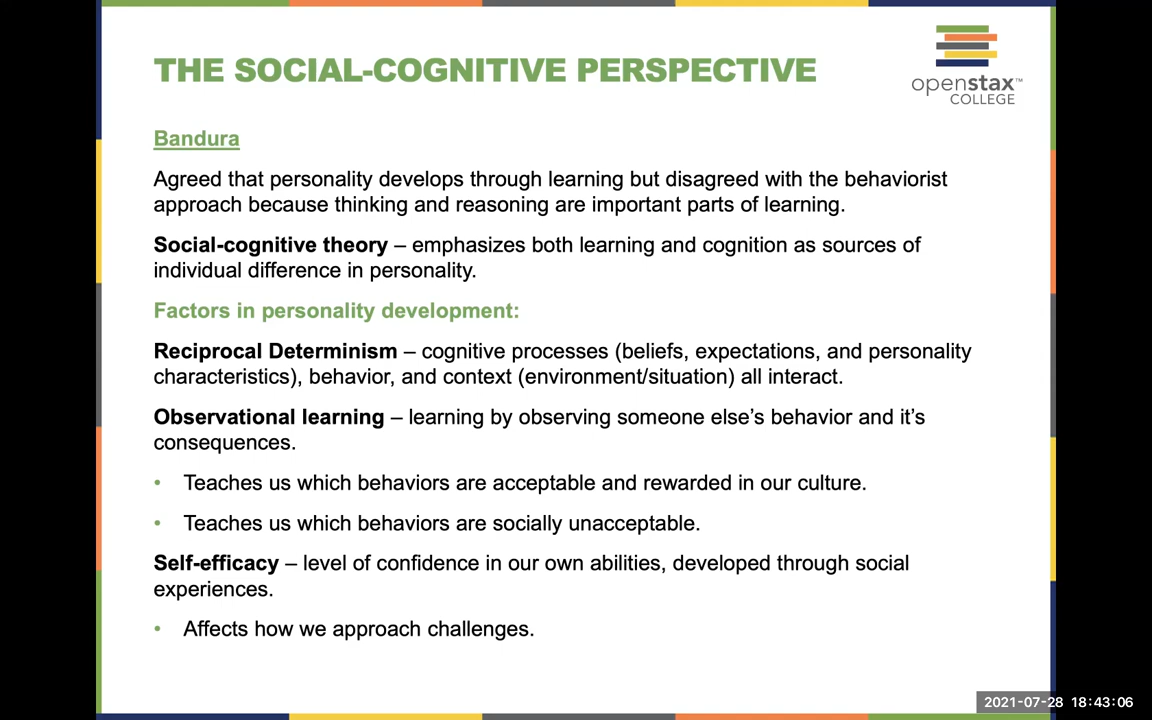 THE SOCIAL-COGNITIVE PERSPECTIVE
openstax™
COLLEGE
Bandura
Agreed that personality develops through learning but disagreed with the behaviorist
approach because thinking and reasoning are important parts of learning.
Social-cognitive theory – emphasizes both learning and cognition as sources of
individual difference in personality.
Factors in personality development:
Reciprocal Determinism – cognitive processes (beliefs, expectations, and personality
characteristics), behavior, and context (environment/situation) all interact.
Observational learning – learning by observing someone else’s behavior and it’s
consequences.
• Teaches us which behaviors are acceptable and rewarded in our culture.
• Teaches us which behaviors are socially unacceptable.
Self-efficacy – level of confidence in our own abilities, developed through social
experiences.
• Affects how we approach challenges.
2021-07-28 18:43:06